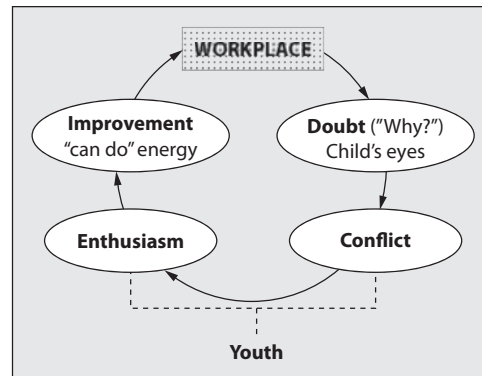 WORKPLACE
Improvement
“can do” energy
Doubt (”Why?”)
Child’s eyes
Enthusiasm
Conflict
Youth